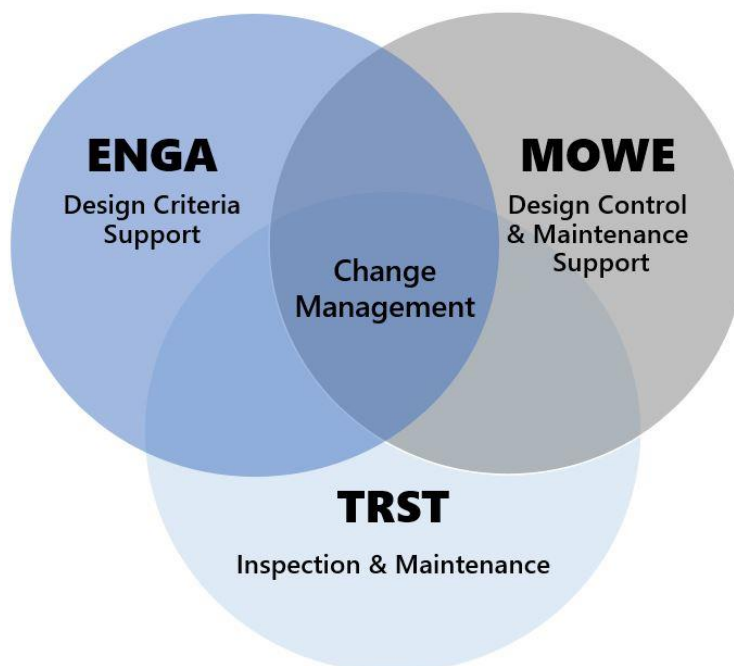 ENGA
Design Criteria
Support
MOWE
Design Control
& Maintenance
Support
Change
Management
TRST
Inspection & Maintenance